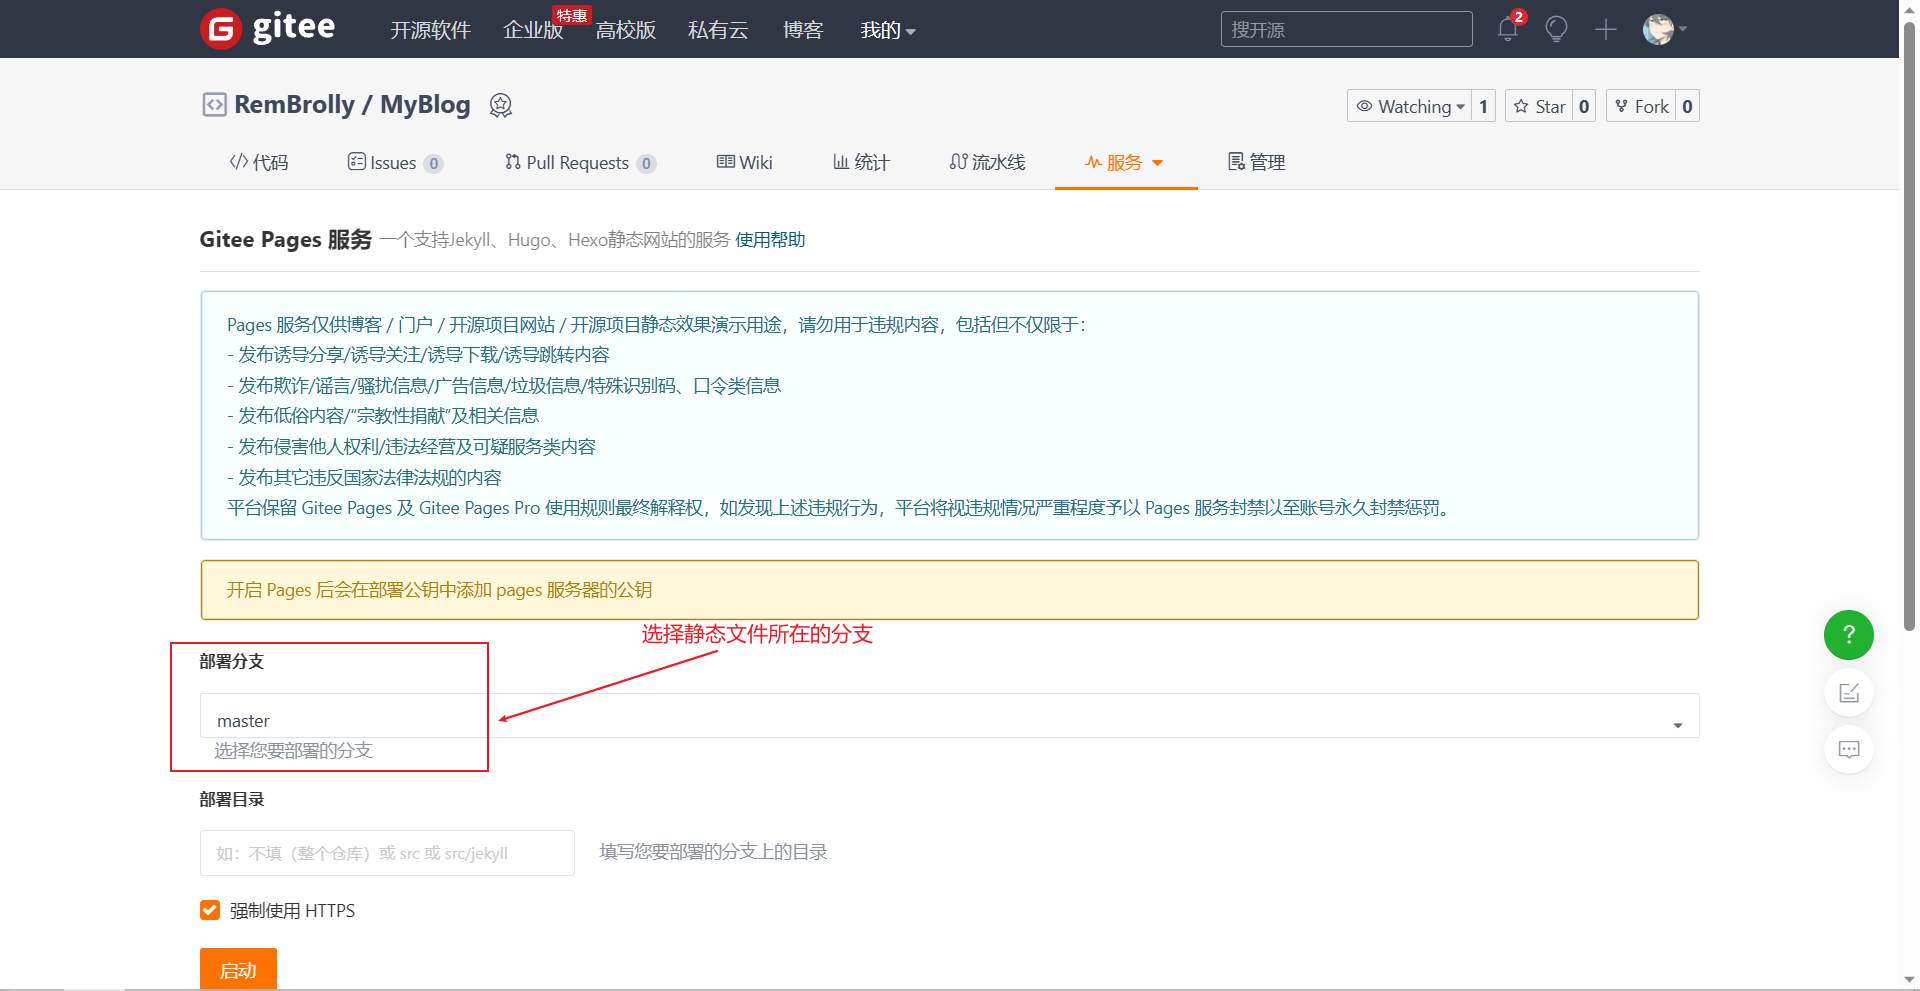 gitee
开源软件
企业版
特惠
高校版
私有云
博客
我的
搜开源
2
RemBrolly / MyBlog
Watching 1
Star 0
Fork 0
代码
Issues 0
Pull Requests 0
Wiki
统计
流水线
服务
管理
Gitee Pages 服务 一个支持Jekyll、Hugo、Hexo静态网站的服务 使用帮助
Pages 服务仅供博客 / 门户 / 开源项目网站 / 开源项目静态效果演示用途，请勿用于违规内容，包括但不仅限于：
- 发布诱导分享/诱导关注/诱导下载/诱导跳转内容
- 发布欺诈/谣言/骚扰信息/广告信息/垃圾信息/特殊识别码、口令类信息
- 发布低俗内容/“宗教性捐献”及相关信息
- 发布侵害他人权利/违法经营及可疑服务类内容
- 发布其它违反国家法律法规的内容
平台保留 Gitee Pages 及 Gitee Pages Pro 使用规则最终解释权，如发现上述违规行为，平台将视违规情况严重程度予以 Pages 服务封禁以至账号永久封禁惩罚。
开启 Pages 后会在部署公钥中添加 pages 服务器的公钥
选择静态文件所在的分支
部署分支
master
选择您要部署的分支
部署目录
如：不填（整个仓库）或 src 或 src/jekyll
填写您要部署的分支上的目录
强制使用 HTTPS
启动
?